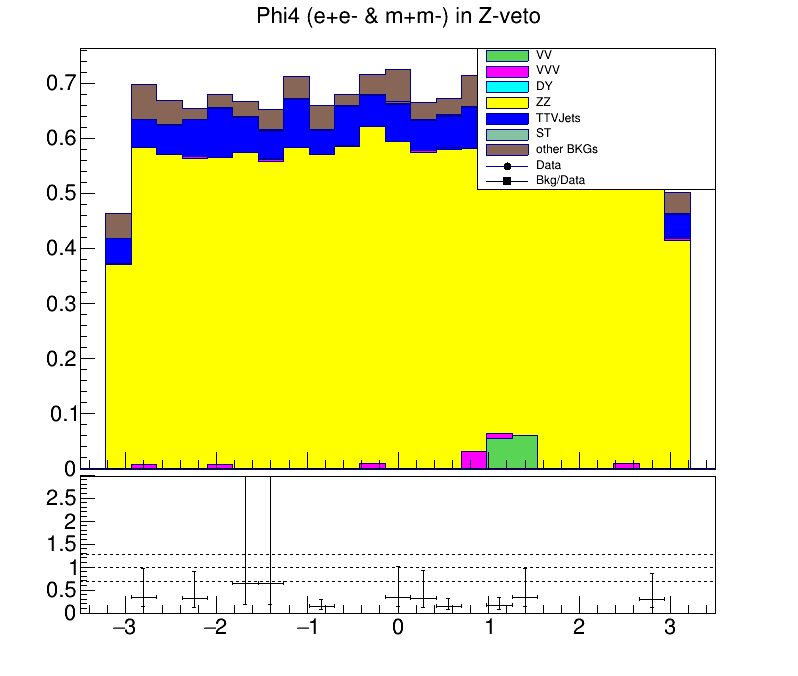 Phi4 (e+e- & m+m-) in Z-veto
VV
VVV
DY
ZZ
TTVJets
ST
other BKGs
Data
Bkg/Data
0.7
0.6
0.5
0.4
0.3
0.2
0.1
0
2.5
2
1.5
1
0.5
0
−3 −2 −1 0 1 2 3